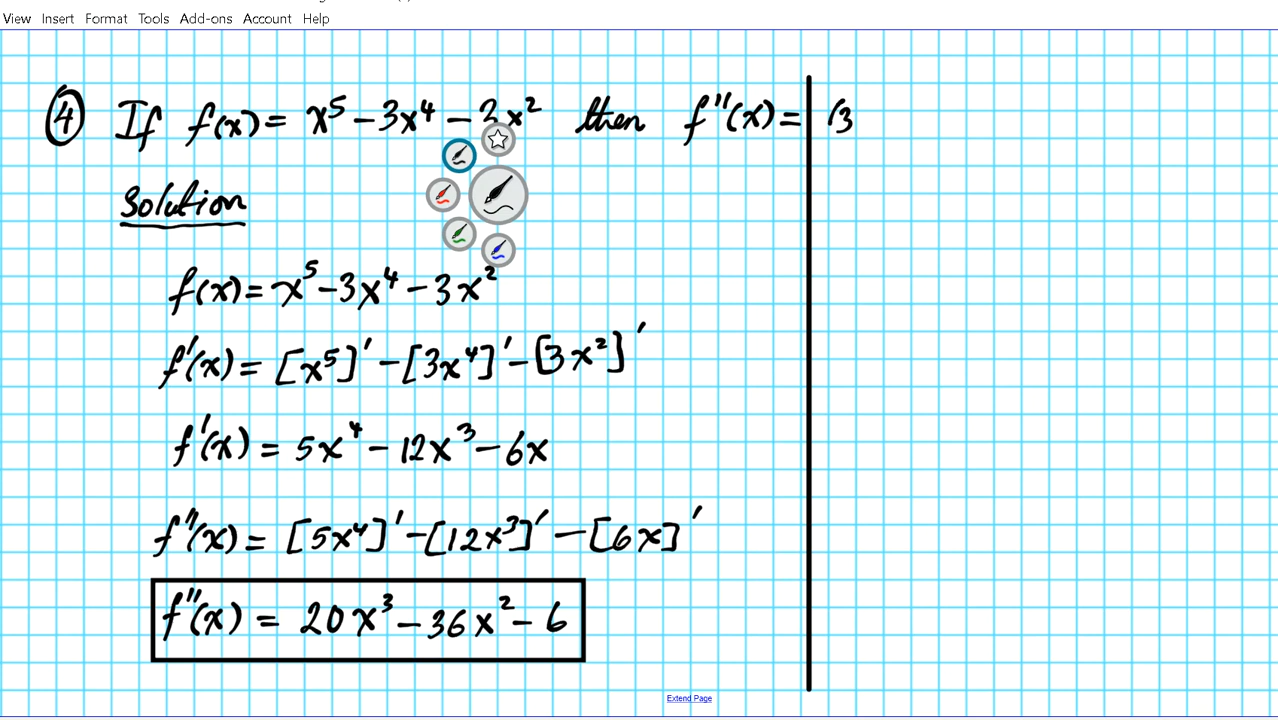 View Insert Format Tools Add-ons Account Help
④ If f(x) = x⁵ - 3x⁴ - 3x² then f''(x) =
Solution
f(x) = x⁵ - 3x⁴ - 3x²
f'(x) = [x⁵]' - [3x⁴]' - [3x²]'
f'(x) = 5x⁴ - 12x³ - 6x
f''(x) = [5x⁴]' - [12x³]' - [6x]'
f''(x) = 20x³ - 36x² - 6
Extend Page